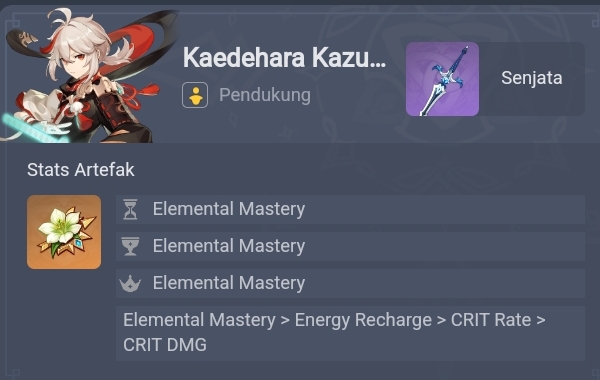 Kaedehara Kazu...
Pendukung
Senjata
Stats Artefak
Elemental Mastery
Elemental Mastery
Elemental Mastery
Elemental Mastery > Energy Recharge > CRIT Rate >
CRIT DMG